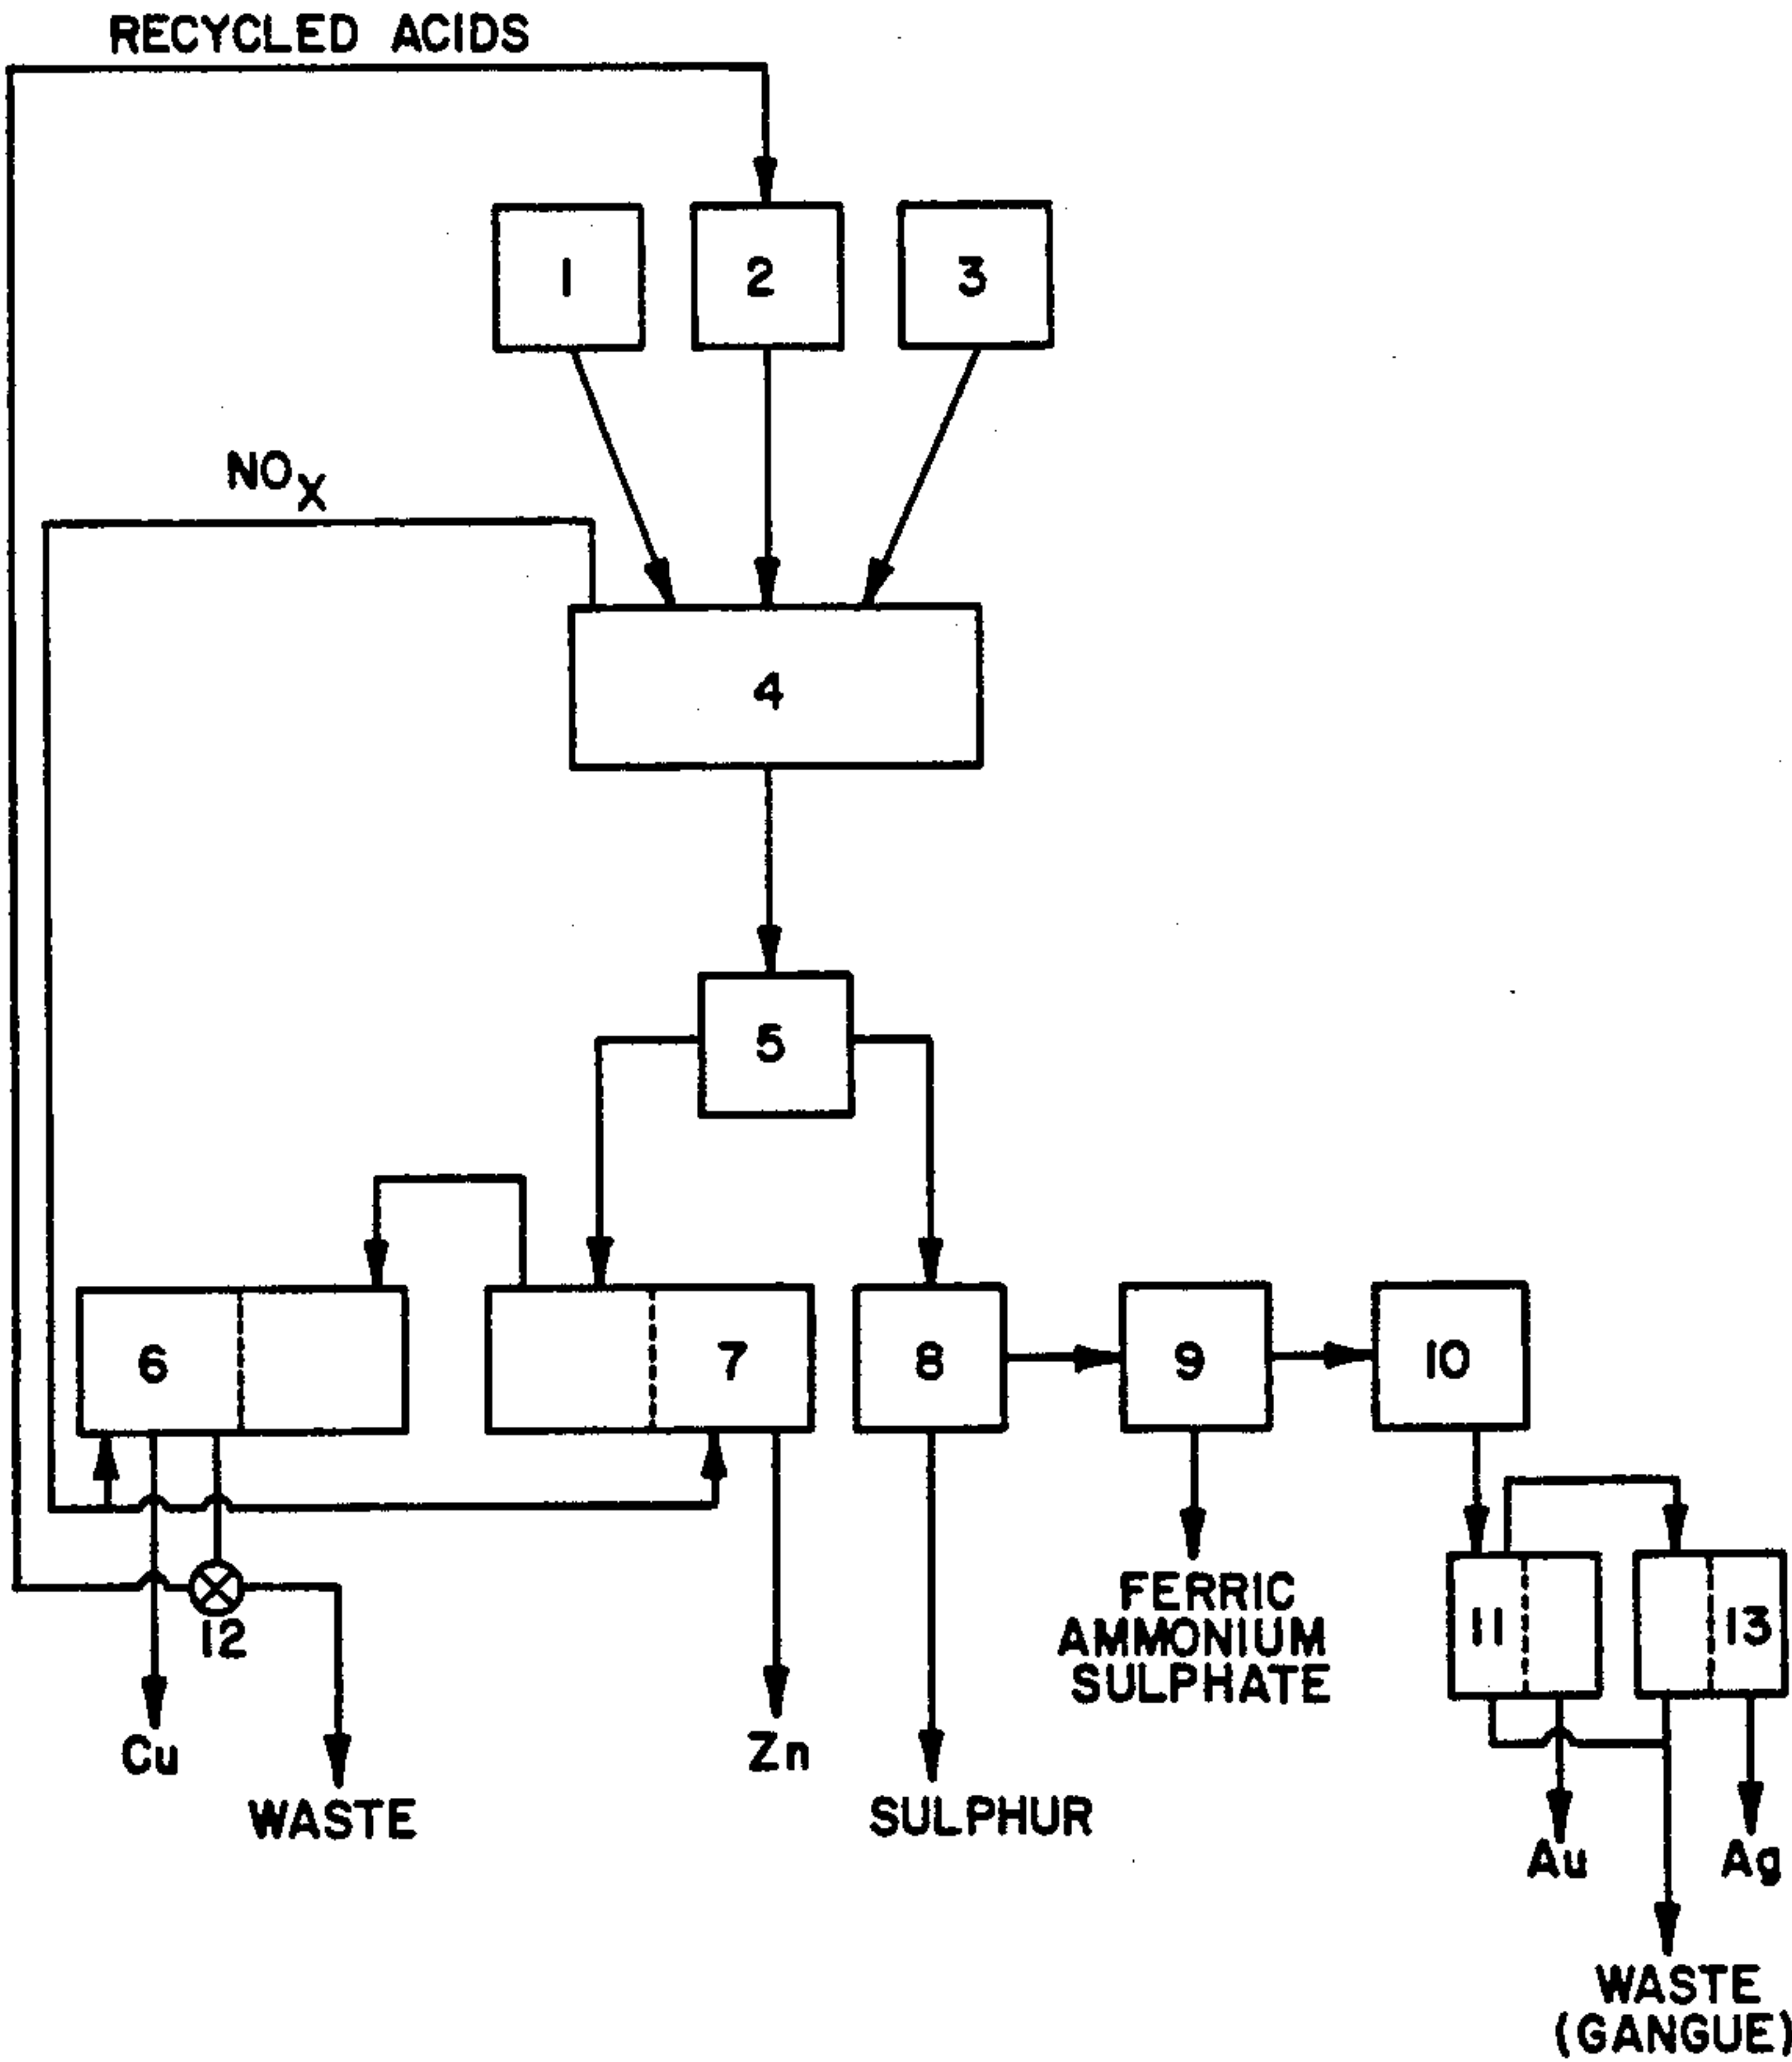 RECYCLED ACIDS
1
2
3
NOX
4
5
6
7
8
9
10
11
13
12
FERRIC
AMMONIUM
SULPHATE
Cu
Zn
WASTE
SULPHUR
Au
Ag
WASTE
(GANGUE)